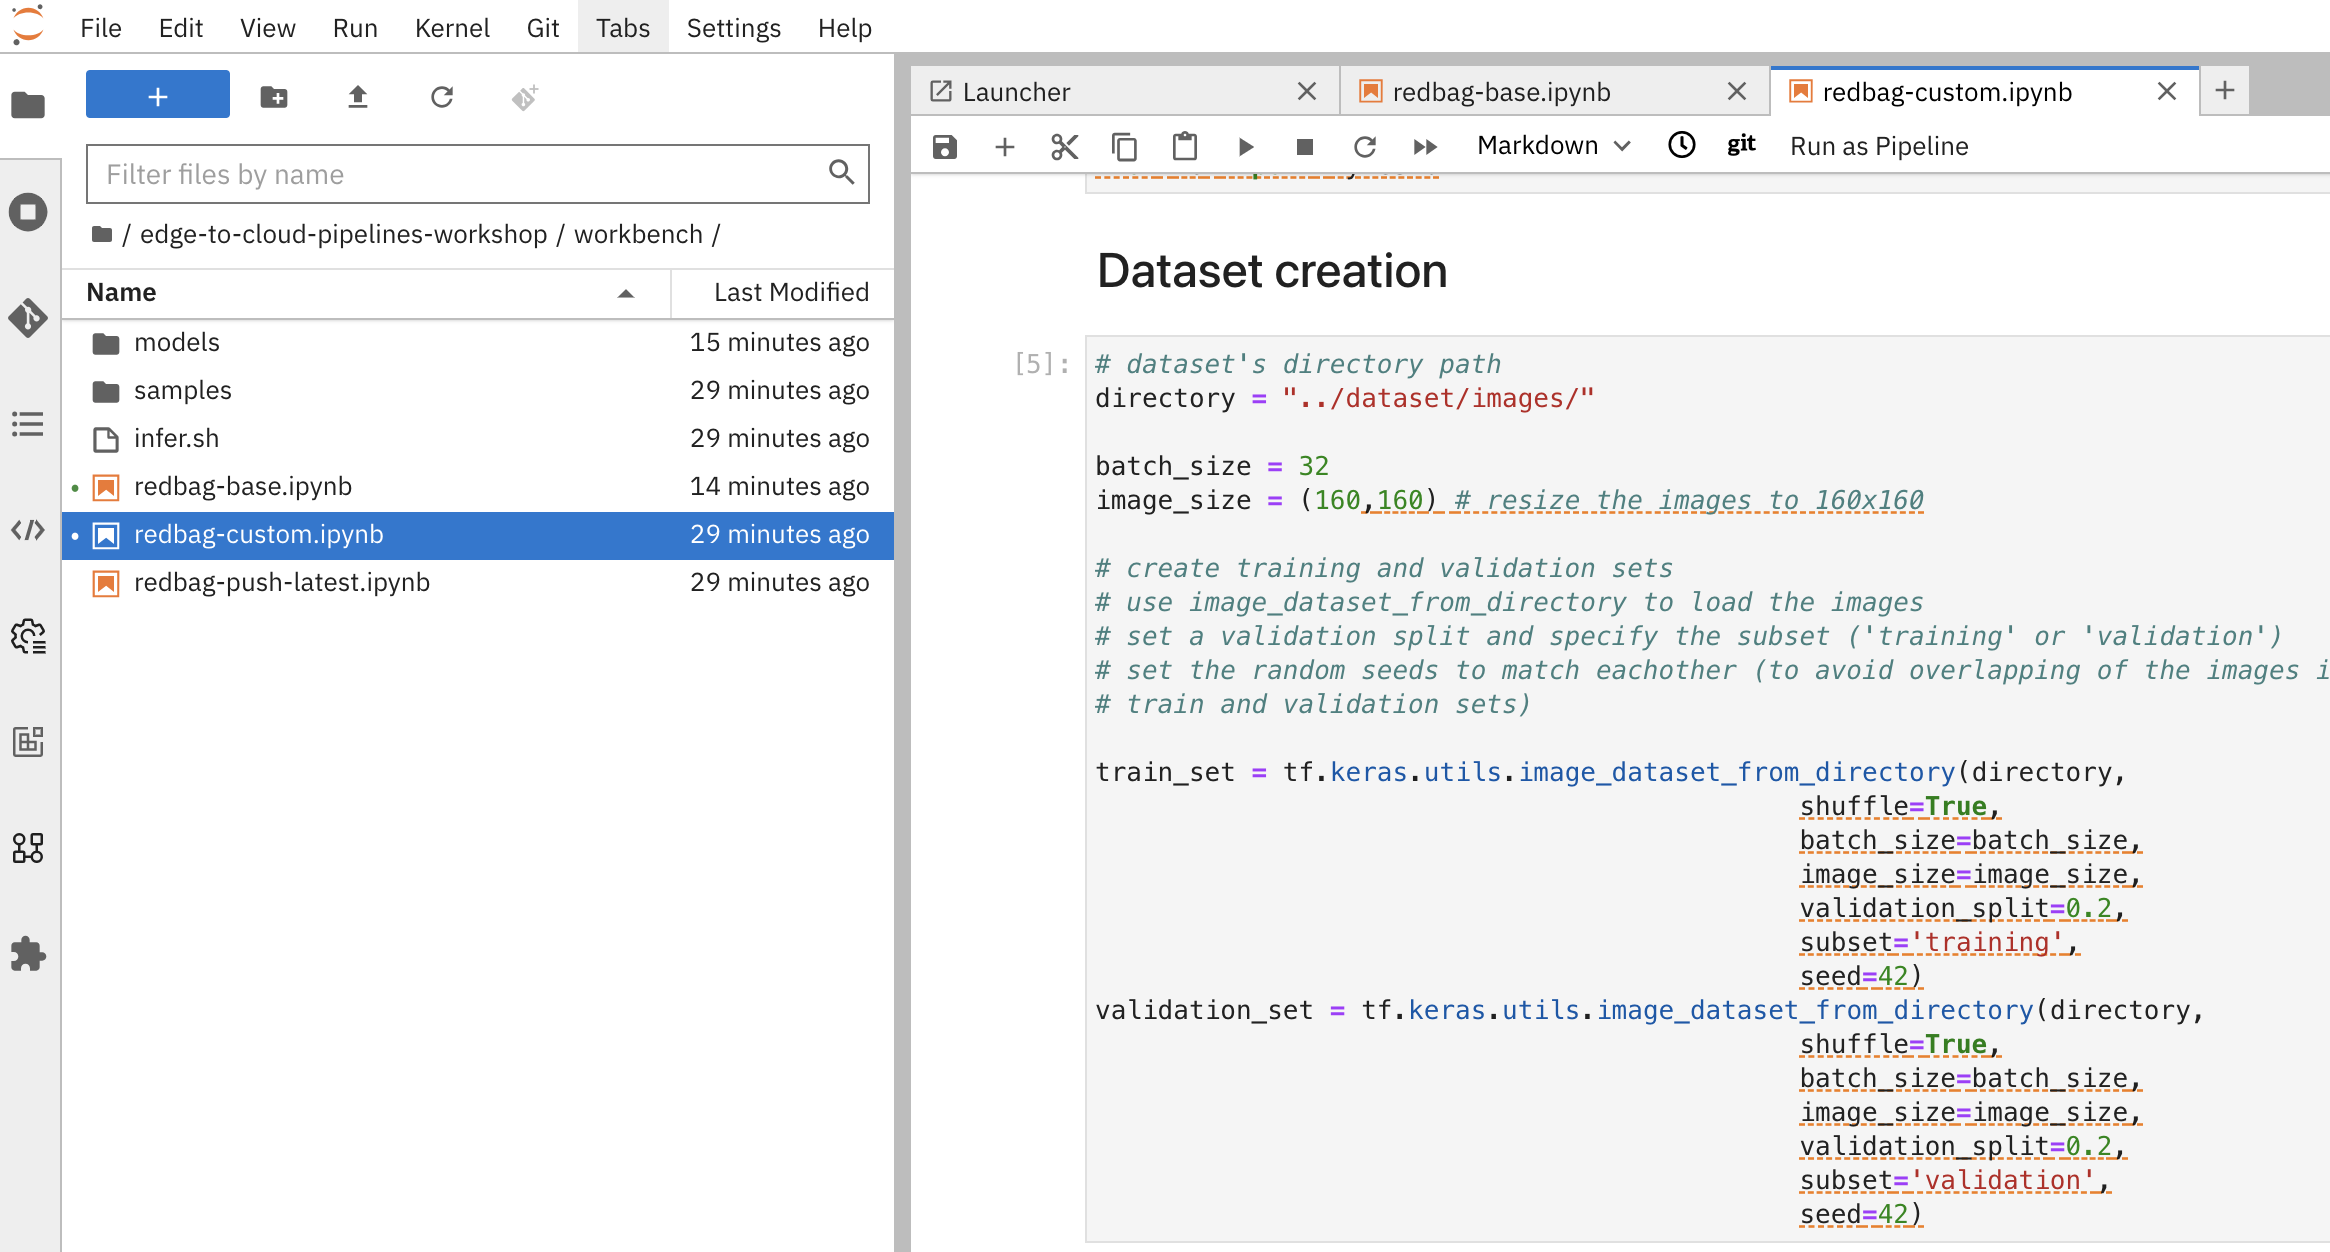 File Edit View Run Kernel Git Tabs Settings Help
+
Filter files by name
/ edge-to-cloud-pipelines-workshop / workbench /
Name Last Modified
models 15 minutes ago
samples 29 minutes ago
infer.sh 29 minutes ago
redbag-base.ipynb 14 minutes ago
redbag-custom.ipynb 29 minutes ago
redbag-push-latest.ipynb 29 minutes ago
Launcher redbag-base.ipynb redbag-custom.ipynb
Markdown git Run as Pipeline
Dataset creation
[5]:
# dataset's directory path
directory = "../dataset/images/"
batch_size = 32
image_size = (160,160) # resize the images to 160x160
# create training and validation sets
# use image_dataset_from_directory to load the images
# set a validation split and specify the subset ('training' or 'validation')
# set the random seeds to match eachother (to avoid overlapping of the images
# train and validation sets)
train_set = tf.keras.utils.image_dataset_from_directory(directory,
shuffle=True,
batch_size=batch_size,
image_size=image_size,
validation_split=0.2,
subset='training',
seed=42)
validation_set = tf.keras.utils.image_dataset_from_directory(directory,
shuffle=True,
batch_size=batch_size,
image_size=image_size,
validation_split=0.2,
subset='validation',
seed=42)